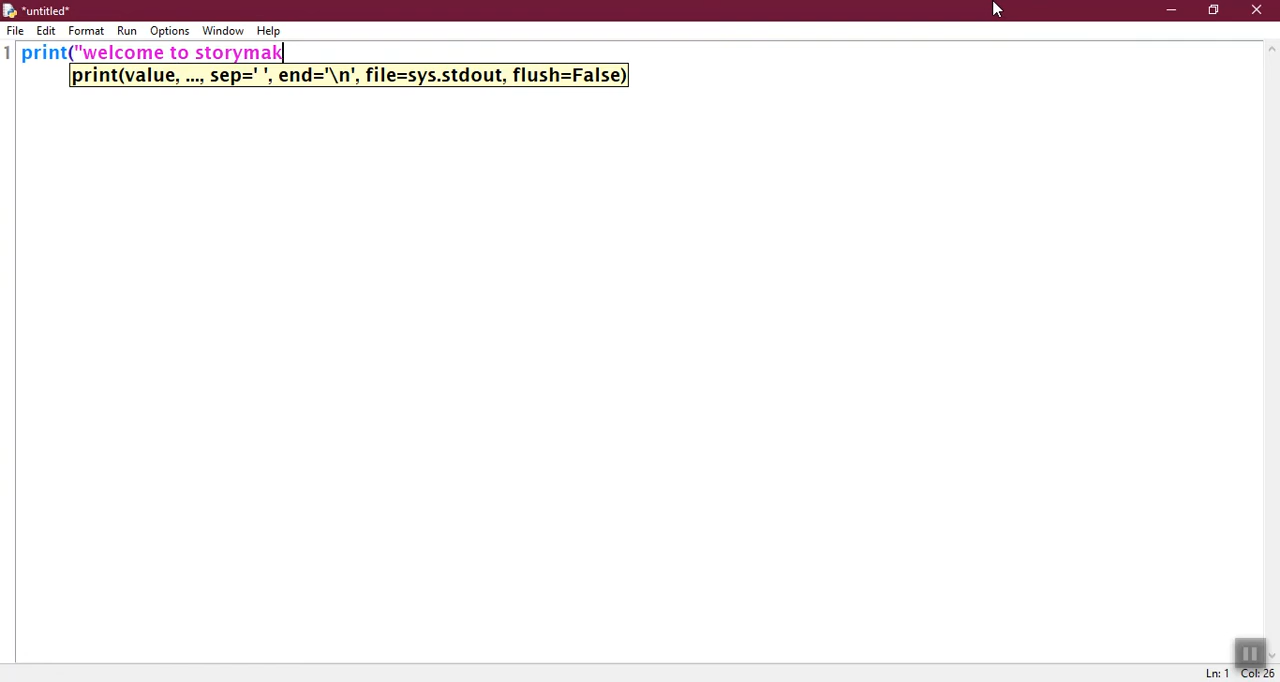 *untitled*
File Edit Format Run Options Window Help
1 print("welcome to storymak
print(value, ..., sep=' ', end='\n', file=sys.stdout, flush=False)
Ln: 1 Col: 26